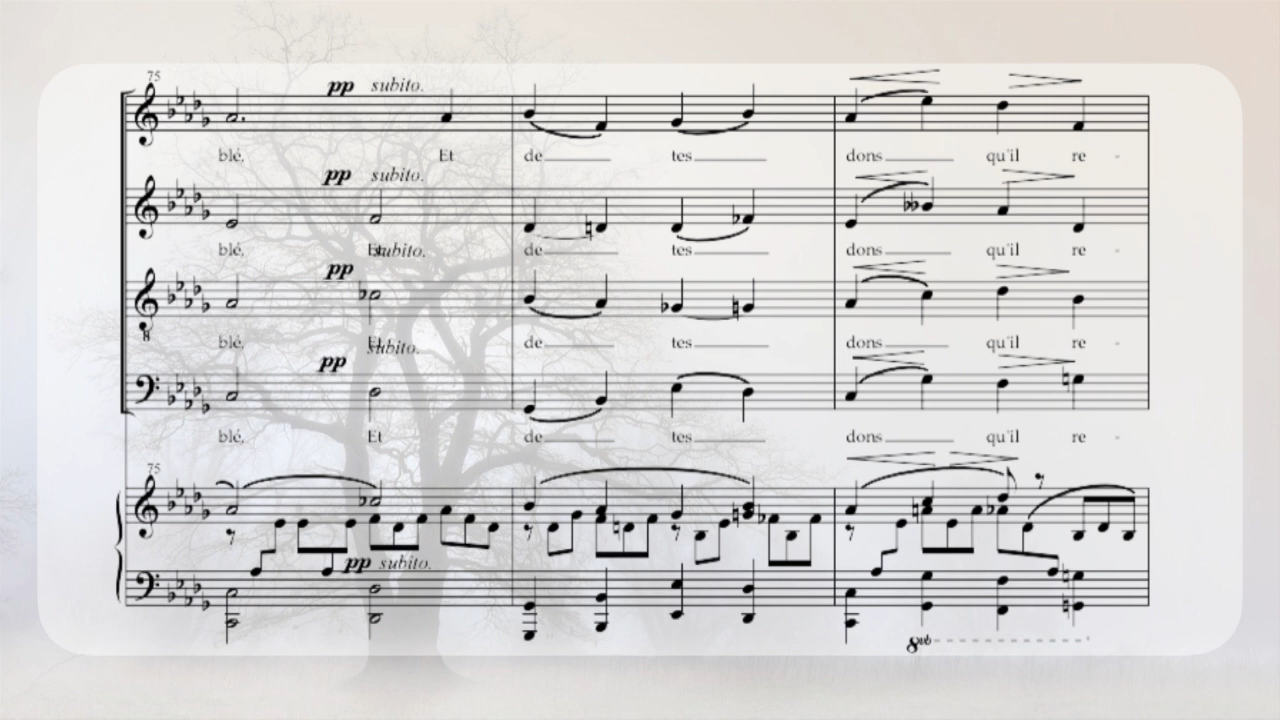 75
pp subito.
blé, Et de tes dons qu'il re -
pp subito.
blé, Et de tes dons qu'il re -
pp subito.
8
blé, Et de tes dons qu'il re -
pp subito.
blé, Et de tes dons qu'il re -
75
pp subito.
8vb